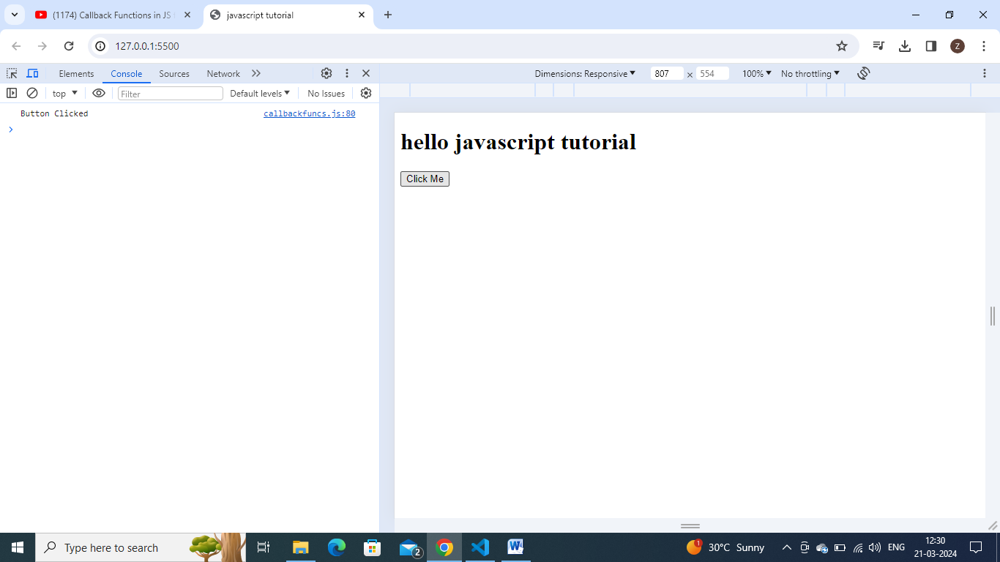 (1174) Callback Functions in JS
javascript tutorial
127.0.0.1:5500
Z
Elements Console Sources Network
Dimensions: Responsive 807 × 554 100% No throttling
top Filter Default levels No Issues
Button Clicked callbackfuncs.js:80
hello javascript tutorial
Click Me
Type here to search
2
1
30°C Sunny
ENG
12:30
21-03-2024